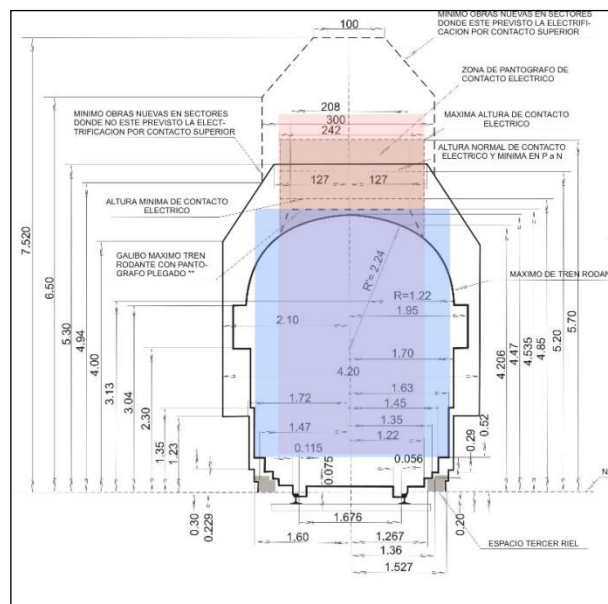 100
MINIMO OBRAS NUEVAS EN SECTORES
DONDE ESTE PREVISTO LA ELECTRIF-
ICACION POR CONTACTO SUPERIOR
ZONA DE PANTOGRAFO DE
CONTACTO ELECTRICO
208
300
242
MINIMO OBRAS NUEVAS EN SECTORES
DONDE NO ESTE PREVISTO LA ELECT-
RIFICACION POR CONTACTO SUPERIOR
MAXIMA ALTURA DE CONTACTO
ELECTRICO
ALTURA NORMAL DE CONTACTO
ELECTRICO Y MINIMA EN P a N
127
127
ALTURA MINIMA DE CONTACTO
ELECTRICO
GALIBO MAXIMO TREN
RODANTE CON PANTO-
GRAFO PLEGADO **
MAXIMO DE TREN RODAN
R'= 2.24
R=1.22
1.95
2.10
1.70
4.20
1.63
1.72
1.45
1.35
1.47
1.22
0.115
0.075
0.056
7.520
6.50
5.30
4.94
4.00
3.13
3.04
2.30
1.35
1.23
4.206
4.47
4.535
4.85
5.20
5.70
0.52
0.29
N
0.30
0.229
1.676
0.20
1.60
1.267
1.36
1.527
ESPACIO TERCER RIEL